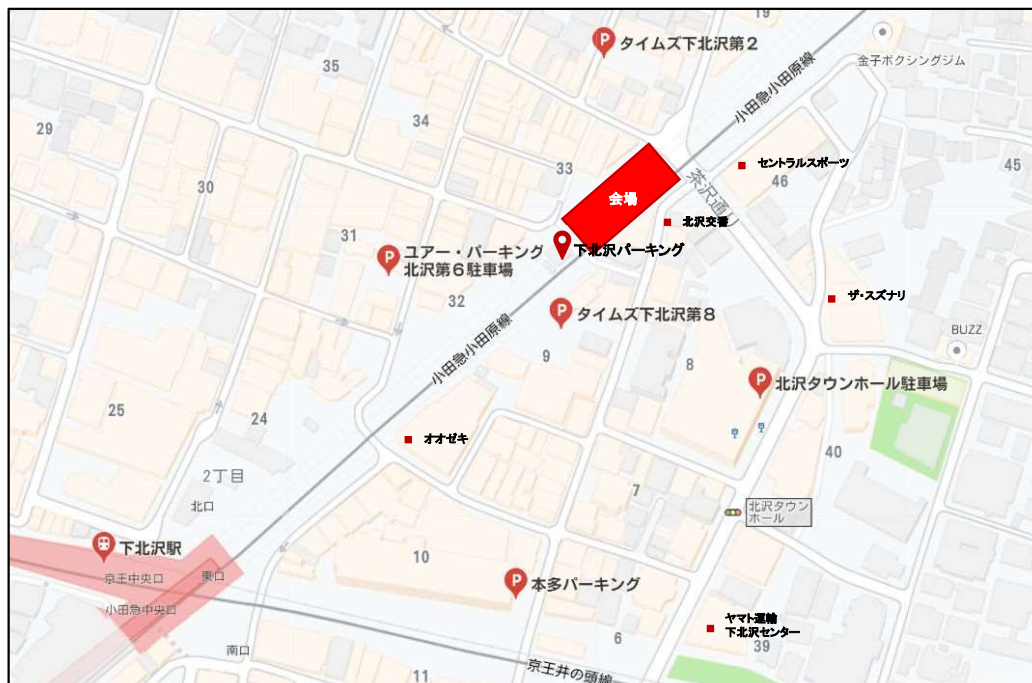 19
タイムズ下北沢第２
金子ボクシングジム
35
小田急小田原線
34
29
33
セントラルスポーツ
45
46
30
会場
茶沢通り
北沢交番
31
ユアー・パーキング
北沢第６駐車場
下北沢パーキング
32
ザ・スズナリ
タイムズ下北沢第８
BUZZ
小田急小田原線
9
8
北沢タウンホール駐車場
25
24
オオゼキ
40
2丁目
7
北口
北沢タウン
ホール
下北沢駅
10
京王中央口
東口
本多パーキング
小田急中央口
ヤマト運輸
下北沢センター
6
39
南口
11
京王井の頭線